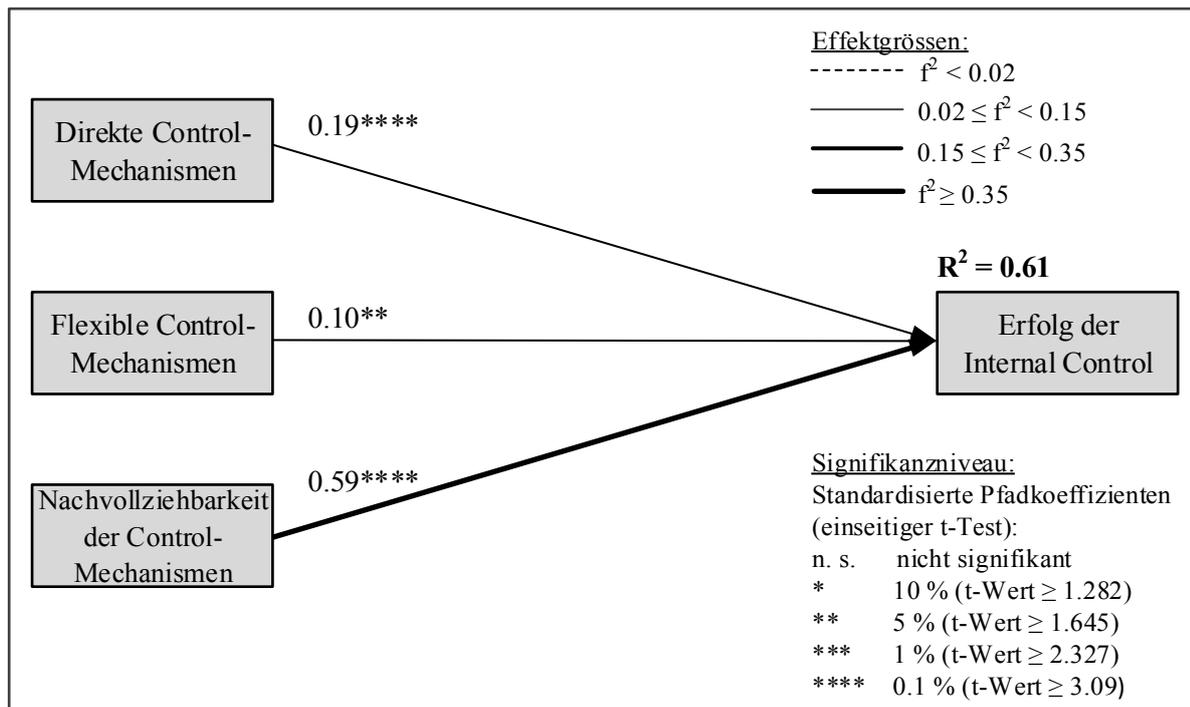 Effektgrössen:
f² < 0.02
0.02 ≤ f² < 0.15
0.15 ≤ f² < 0.35
f² ≥ 0.35
Direkte Control-
Mechanismen
0.19****
Flexible Control-
Mechanismen
0.10**
Nachvollziehbarkeit
der Control-
Mechanismen
0.59****
R² = 0.61
Erfolg der
Internal Control
Signifikanzniveau:
Standardisierte Pfadkoeffizienten
(einseitiger t-Test):
n. s. nicht signifikant
* 10 % (t-Wert ≥ 1.282)
** 5 % (t-Wert ≥ 1.645)
*** 1 % (t-Wert ≥ 2.327)
**** 0.1 % (t-Wert ≥ 3.09)